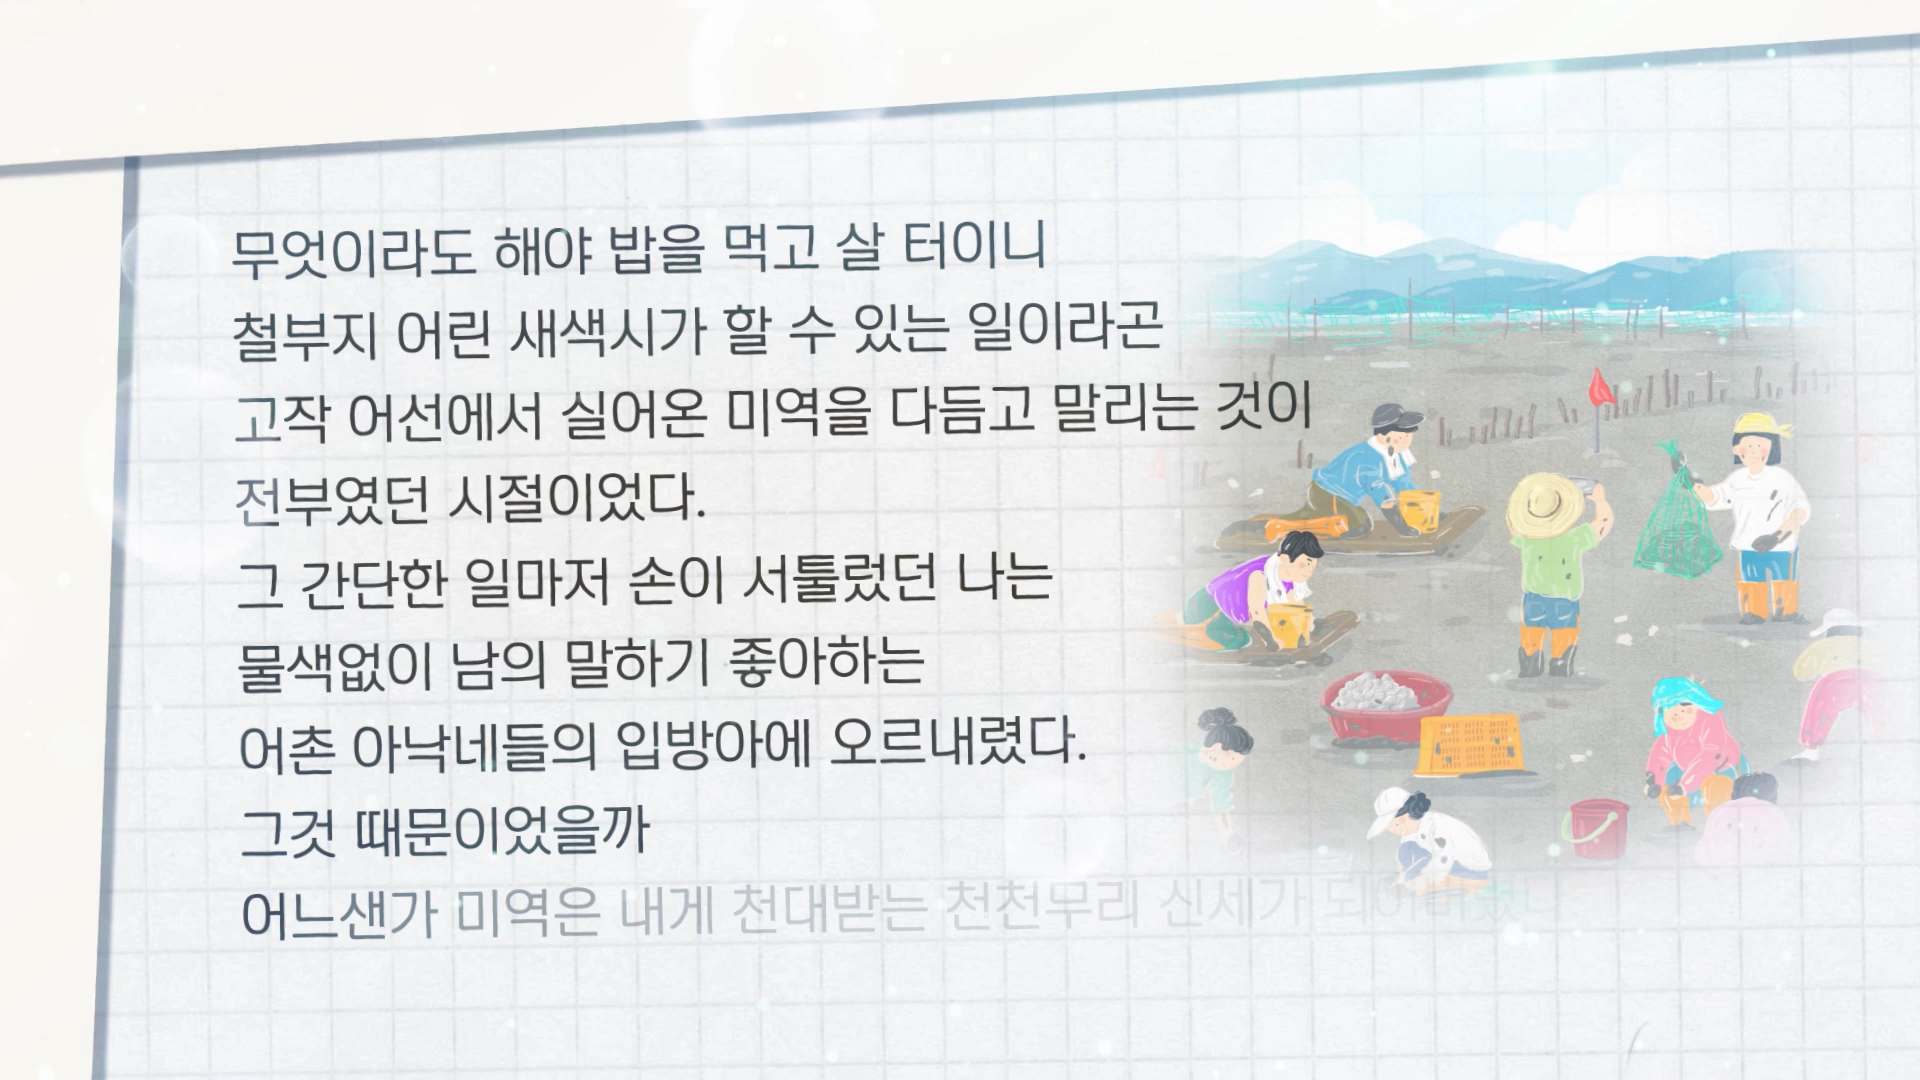 무엇이라도 해야 밥을 먹고 살 터이니
철부지 어린 새색시가 할 수 있는 일이라곤
고작 어선에서 실어온 미역을 다듬고 말리는 것이
전부였던 시절이었다.
그 간단한 일마저 손이 서툴렀던 나는
물색없이 남의 말하기 좋아하는
어촌 아낙네들의 입방아에 오르내렸다.
그것 때문이었을까
어느샌가 미역은 내게 천대받는 천천무리 신세가